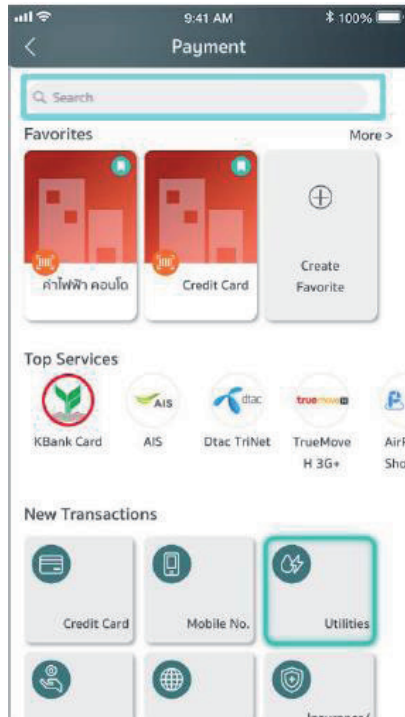 9:41 AM
100%
Payment
Search
Favorites
More >
ค่าไฟฟ้า คอนโด
Credit Card
Create
Favorite
Top Services
AIS
dtac
truemove H
KBank Card
AIS
Dtac TriNet
TrueMove
H 3G+
New Transactions
Credit Card
Mobile No.
Utilities
Insurance/